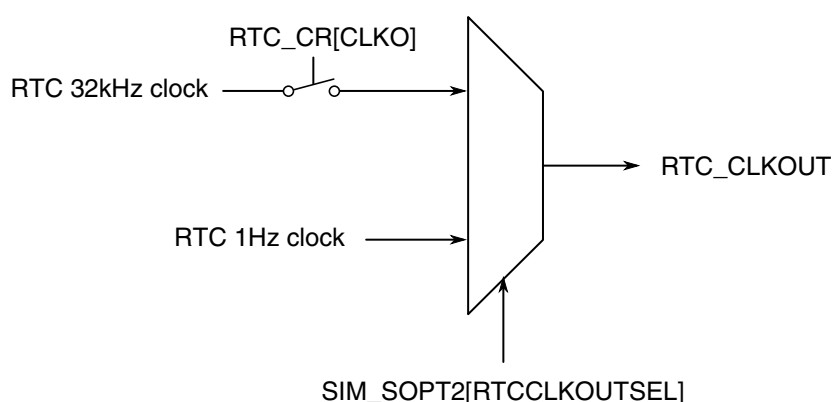 RTC_CR[CLKO]
RTC 32kHz clock
RTC_CLKOUT
RTC 1Hz clock
SIM_SOPT2[RTCCLKOUTSEL]